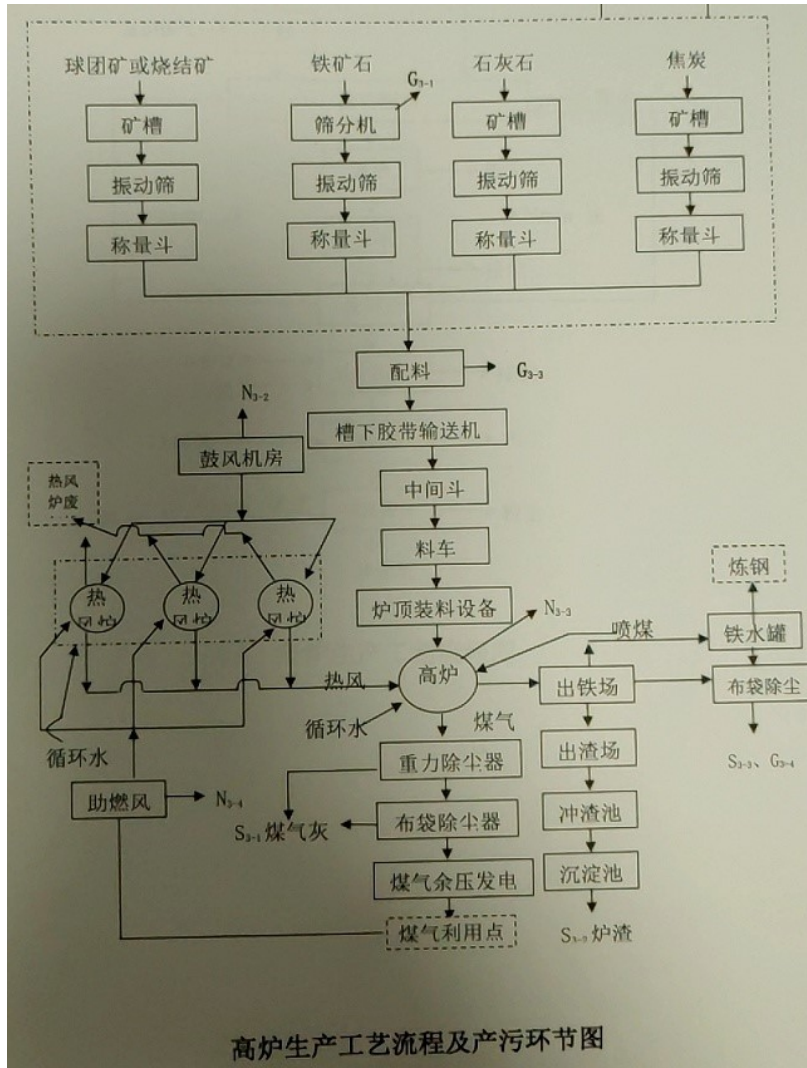 球团矿或烧结矿 铁矿石 石灰石 焦炭
G₃₋₁
矿槽 筛分机 矿槽 矿槽
振动筛 振动筛 振动筛 振动筛
称量斗 称量斗 称量斗 称量斗
配料 G₃₋₃
N₃₋₂
槽下胶带输送机
鼓风机房
热风
炉废
中间斗
料车
炼钢
热 热 热
风炉 风炉 风炉
炉顶装料设备 N₃₋₃
喷煤 铁水罐
热风 高炉 出铁场 布袋除尘
循环水 循环水 煤气
重力除尘器 出渣场 S₃₋₃、G₃₋₄
助燃风 N₃₋₄
S₃₋₁煤气灰 布袋除尘器 冲渣池
煤气余压发电 沉淀池
煤气利用点 S₃₋₂炉渣
高炉生产工艺流程及产污环节图